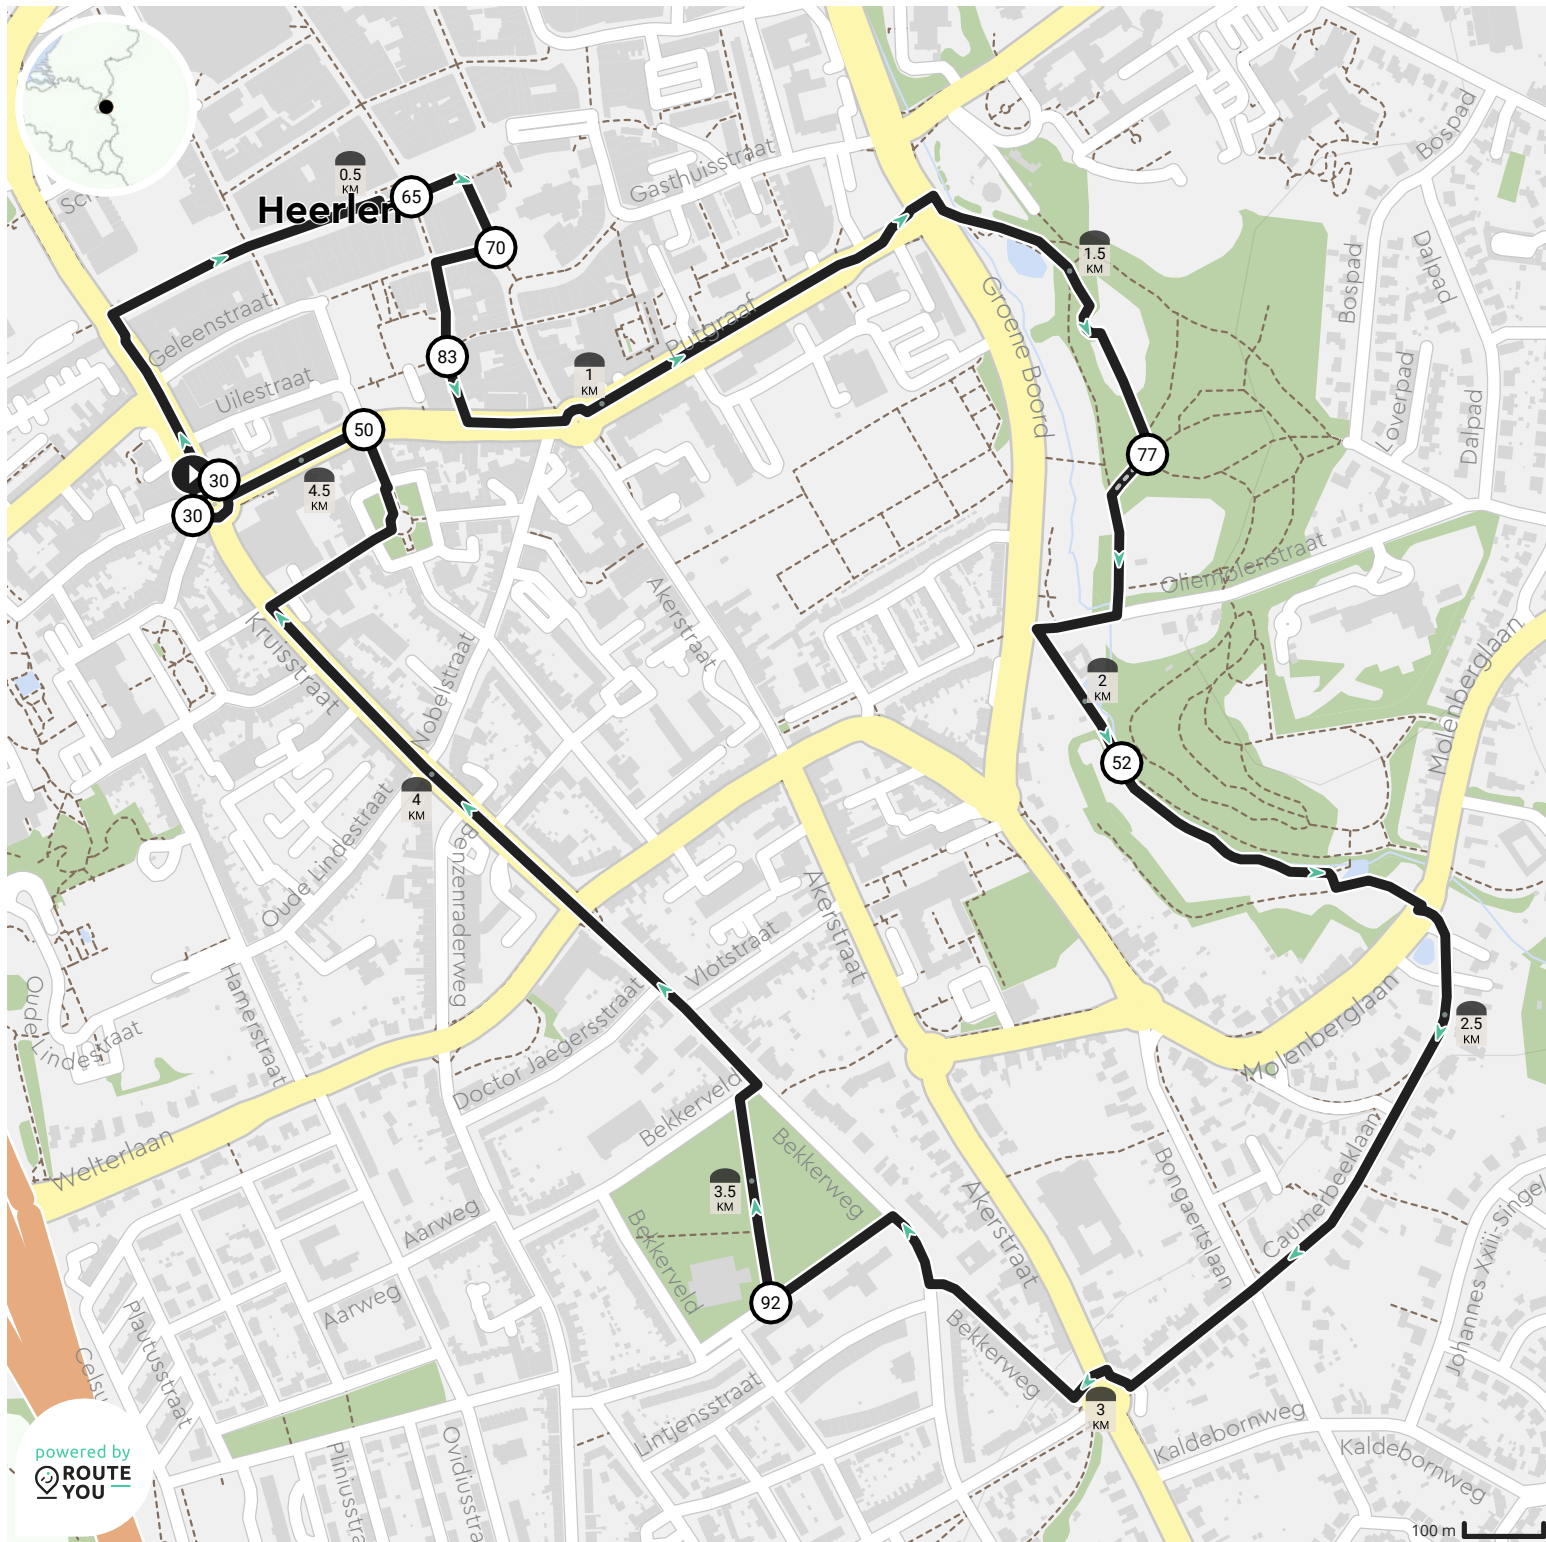 0.5
KM
65
Heerlen
70
Gasthuisstraat
Bospad
Dalpad
Bospad
1.5
KM
Geleenstraat
Putgraaf
Groene Boord
83
1
KM
Uilestraat
Loverpad
Dalpad
50
77
30
30
4.5
KM
Oliemolenstraat
Akerstraat
Kruisstraat
Nobelstraat
2
KM
Molenberglaan
52
4
KM
Oude Lindestraat
Benzenraderweg
Akerstraat
Vlotstraat
Hamerstraat
Oude Lindestraat
Doctor Jaegersstraat
Molenberglaan
2.5
KM
Bekkerveld
Bekkerweg
Welterlaan
Caumerbeeklaan
Bongaertslaan
3.5
KM
Akerstraat
Aarweg
Bekkerveld
Johannes Xxiii-Singel
Aarweg
92
Plautusstraat
Bekkerweg
Celsu
Lintjensstraat
3
KM
Kaldebornweg
Kaldebornweg
Pliniusstra
Ovidiusstra
powered by
ROUTE
YOU
100 m